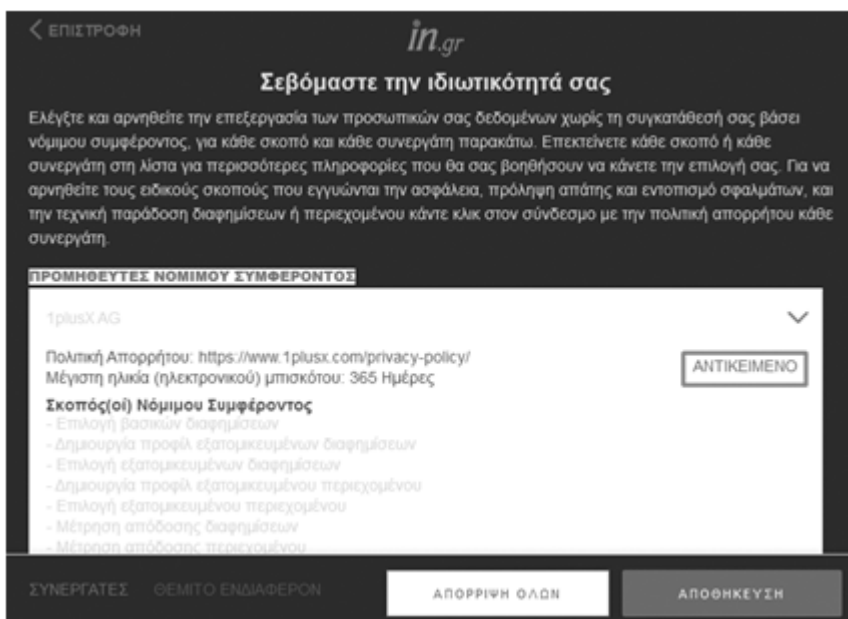 ΕΠΙΣΤΡΟΦΗ
in.gr
Σεβόμαστε την ιδιωτικότητά σας
Ελέγξτε και αρνηθείτε την επεξεργασία των προσωπικών σας δεδομένων χωρίς τη συγκατάθεσή σας βάσει
νόμιμου συμφέροντος, για κάθε σκοπό και κάθε συνεργάτη παρακάτω. Επεκτείνετε κάθε σκοπό ή κάθε
συνεργάτη στη λίστα για περισσότερες πληροφορίες που θα σας βοηθήσουν να κάνετε την επιλογή σας. Για να
αρνηθείτε τους ειδικούς σκοπούς που εγγυώνται την ασφάλεια, πρόληψη απάτης και εντοπισμό σφαλμάτων, και
την τεχνική παράδοση διαφημίσεων ή περιεχομένου κάντε κλικ στον σύνδεσμο με την πολιτική απορρήτου κάθε
συνεργάτη.
ΠΡΟΜΗΘΕΥΤΕΣ ΝΟΜΙΜΟΥ ΣΥΜΦΕΡΟΝΤΟΣ
1plusX AG
Πολιτική Απορρήτου: https://www.1plusx.com/privacy-policy/
Μέγιστη ηλικία (ηλεκτρονικού) μπισκότου: 365 Ημέρες
ΑΝΤΙΚΕΙΜΕΝΟ
Σκοπός(οί) Νόμιμου Συμφέροντος
- Επιλογή βασικών διαφημίσεων
- Δημιουργία προφίλ εξατομικευμένων διαφημίσεων
- Επιλογή εξατομικευμένων διαφημίσεων
- Δημιουργία προφίλ εξατομικευμένου περιεχομένου
- Επιλογή εξατομικευμένου περιεχομένου
- Μέτρηση απόδοσης διαφημίσεων
- Μέτρηση απόδοσης περιεχομένου
ΣΥΝΕΡΓΑΤΕΣ ΘΕΜΙΤΟ ΕΝΔΙΑΦΕΡΟΝ ΑΠΟΡΡΙΨΗ ΟΛΩΝ ΑΠΟΘΗΚΕΥΣΗ